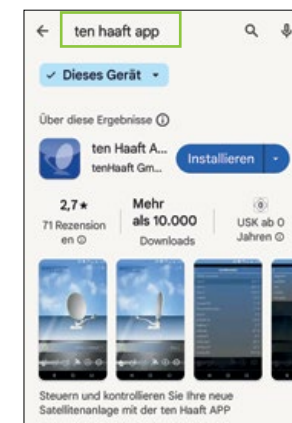 ten haaft app
Dieses Gerät
Über diese Ergebnisse
ten Haaft A...
tenHaaft Gm...
Installieren
2,7★
71 Rezension
en
Mehr
als 10.000
Downloads
USK ab 0
Jahren
Steuern und kontrollieren Sie Ihre neue
Satellitenanlage mit der ten Haaft APP